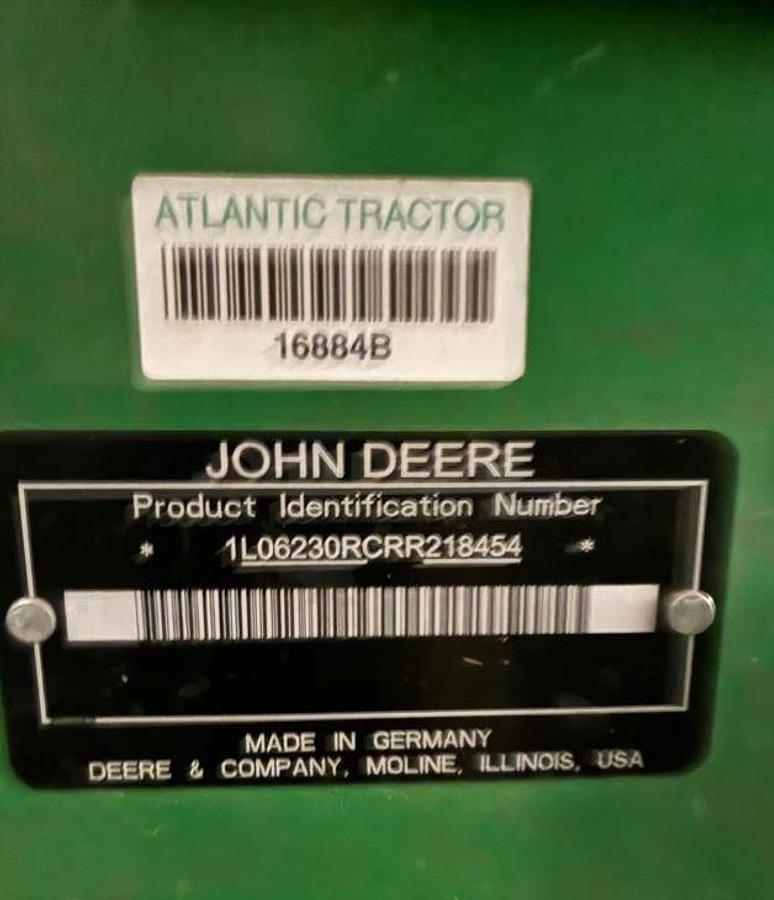 ATLANTIC TRACTOR
16884B
JOHN DEERE
Product Identification Number
* 1L06230RCRR218454 *
MADE IN GERMANY
DEERE & COMPANY, MOLINE, ILLINOIS, USA